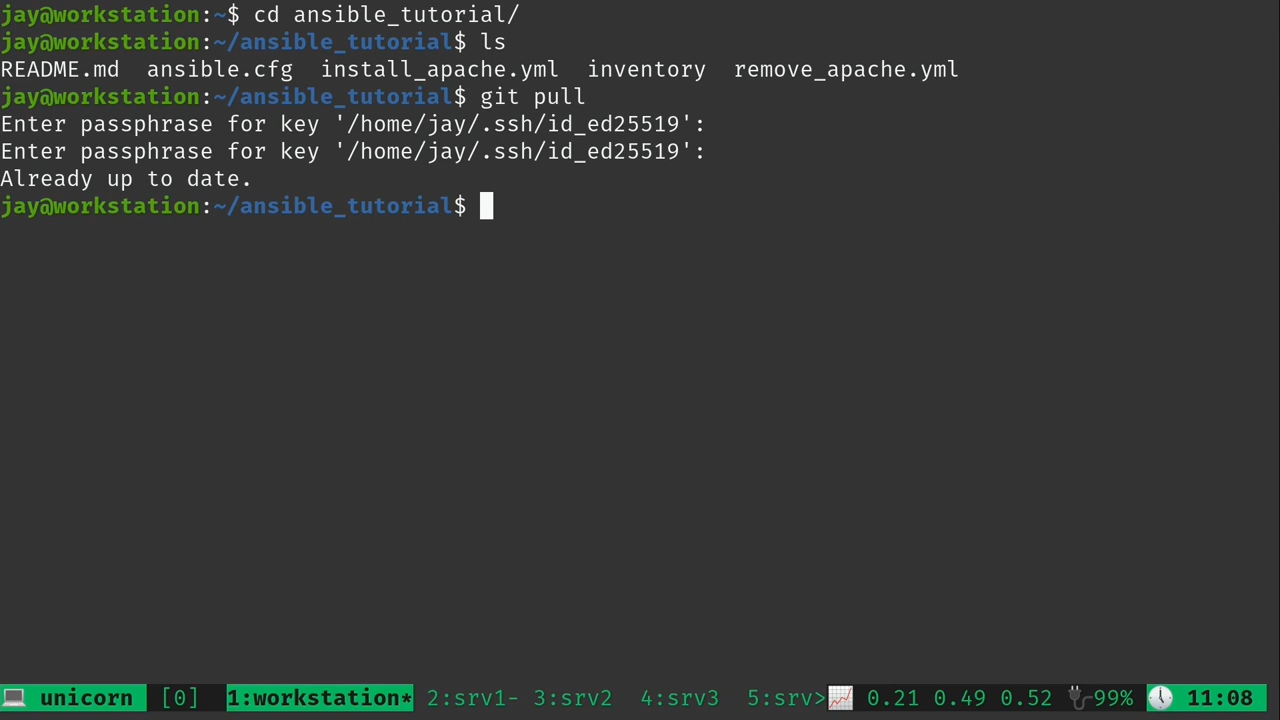 jay@workstation:~$ cd ansible_tutorial/
jay@workstation:~/ansible_tutorial$ ls
README.md  ansible.cfg  install_apache.yml  inventory  remove_apache.yml
jay@workstation:~/ansible_tutorial$ git pull
Enter passphrase for key '/home/jay/.ssh/id_ed25519':
Enter passphrase for key '/home/jay/.ssh/id_ed25519':
Already up to date.
jay@workstation:~/ansible_tutorial$
unicorn [0] 1:workstation* 2:srv1- 3:srv2 4:srv3 5:srv> 0.21 0.49 0.52 99% 11:08